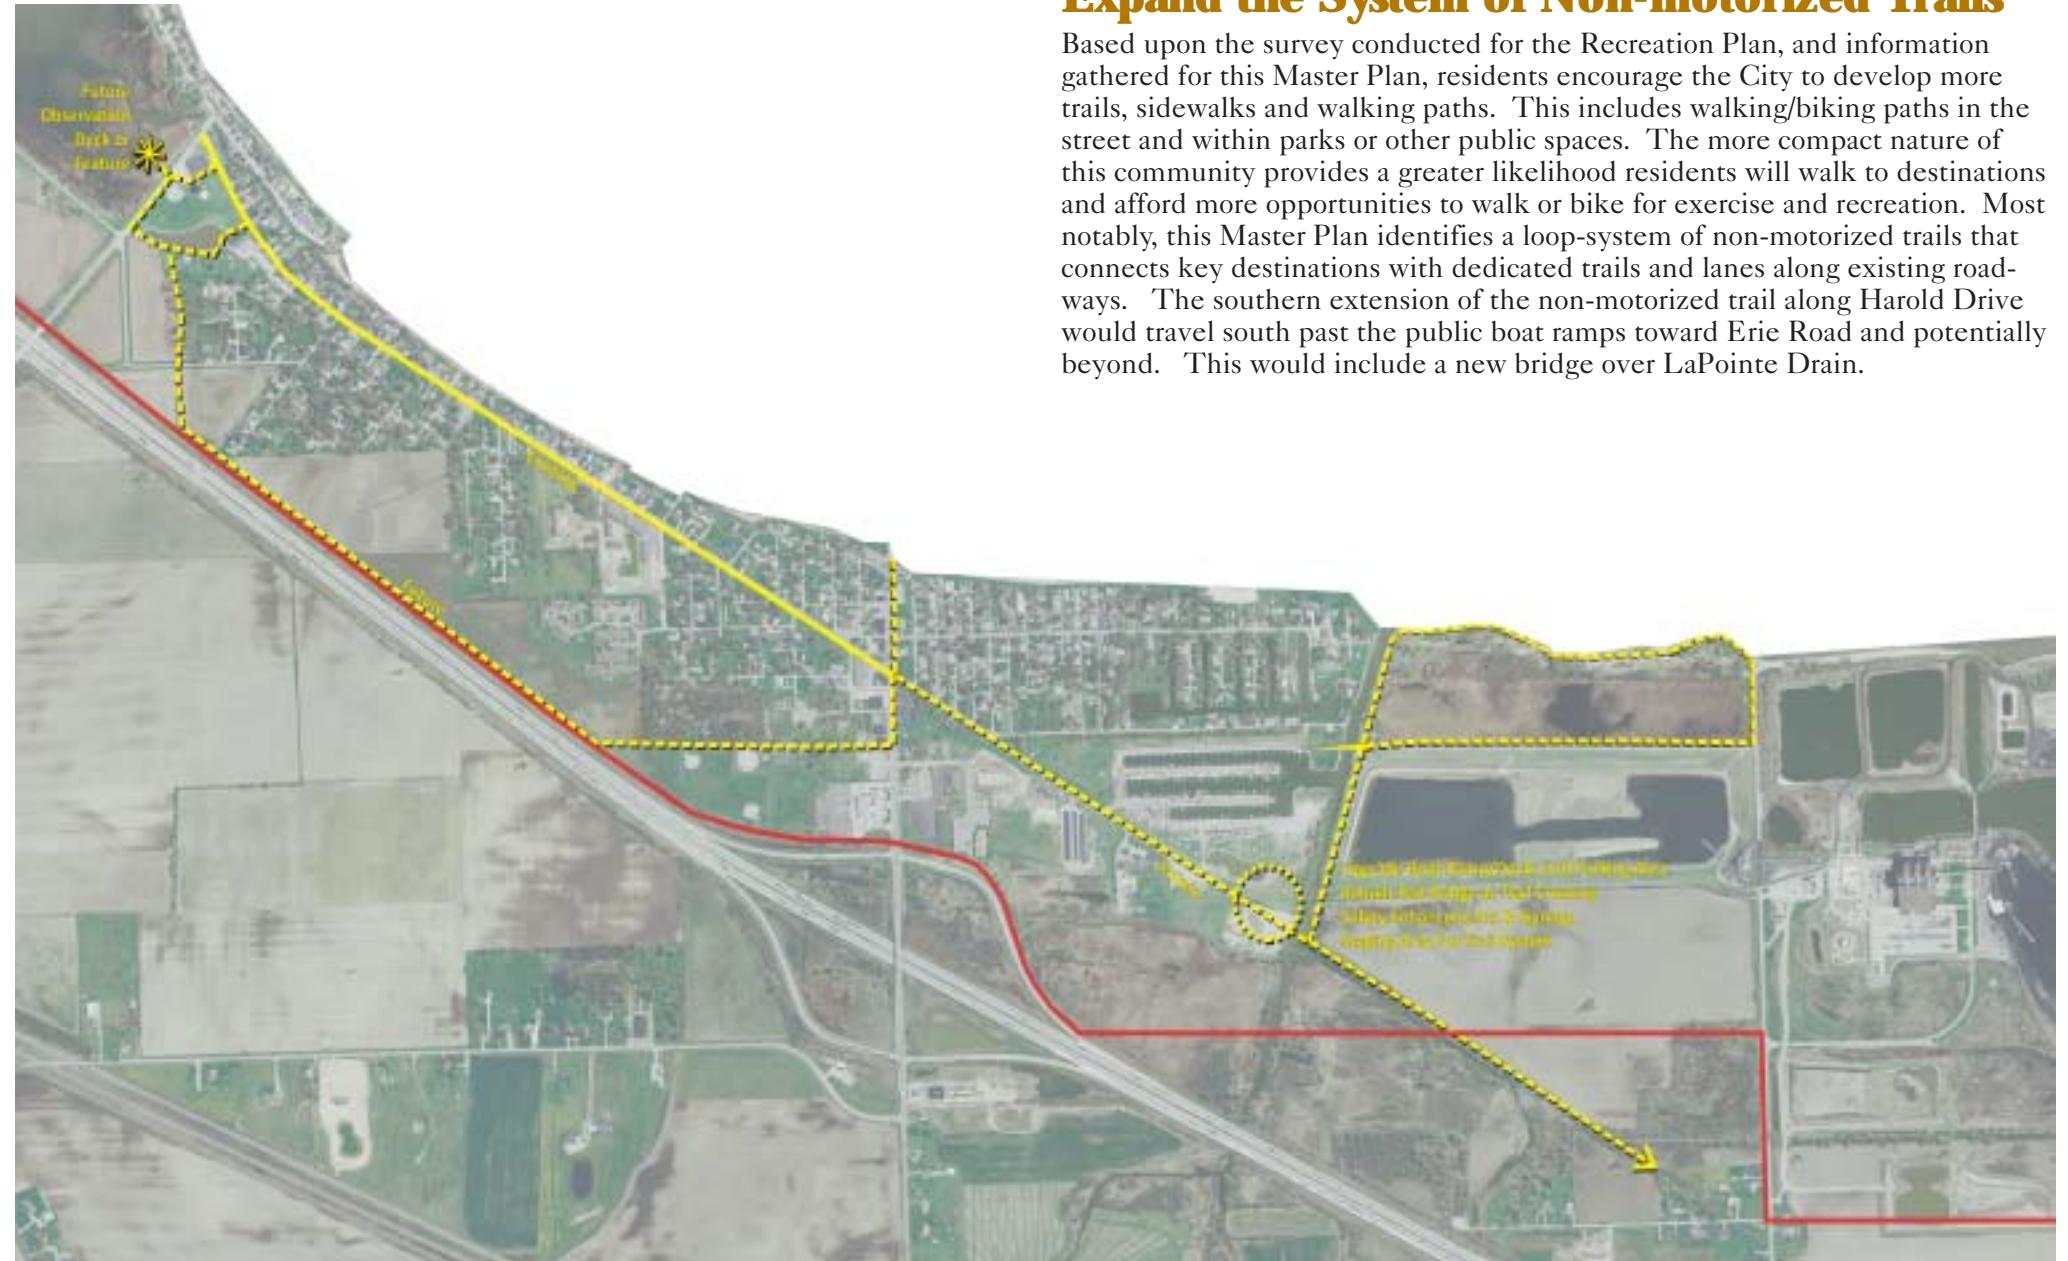 Expand the System of Non-motorized Trails
Based upon the survey conducted for the Recreation Plan, and information
gathered for this Master Plan, residents encourage the City to develop more
trails, sidewalks and walking paths. This includes walking/biking paths in the
street and within parks or other public spaces. The more compact nature of
this community provides a greater likelihood residents will walk to destinations
and afford more opportunities to walk or bike for exercise and recreation. Most
notably, this Master Plan identifies a loop-system of non-motorized trails that
connects key destinations with dedicated trails and lanes along existing road-
ways. The southern extension of the non-motorized trail along Harold Drive
would travel south past the public boat ramps toward Erie Road and potentially
beyond. This would include a new bridge over LaPointe Drain.
Future
Observation
Deck or
Feature
Existing
Future
Future